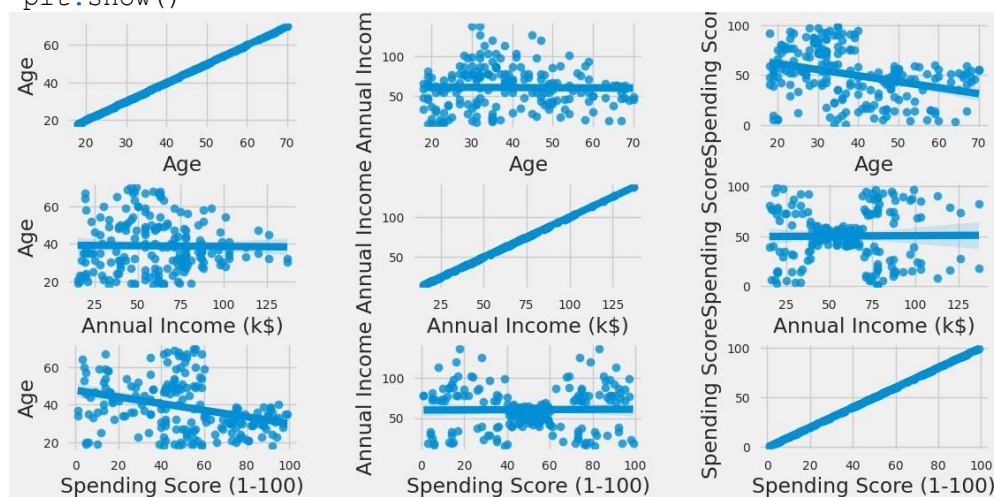 plt.show()
Age
60
40
20
20 30 40 50 60 70
Age
Annual Income
100
50
20 30 40 50 60 70
Age
Spending Score
100
50
0
20 30 40 50 60 70
Age
Age
60
40
20
25 50 75 100 125
Annual Income (k$)
Annual Income
100
50
25 50 75 100 125
Annual Income (k$)
Spending Score
100
50
0
25 50 75 100 125
Annual Income (k$)
Age
60
40
20
0 20 40 60 80 100
Spending Score (1-100)
Annual Income
100
50
0 20 40 60 80 100
Spending Score (1-100)
Spending Score
100
50
0
0 20 40 60 80 100
Spending Score (1-100)